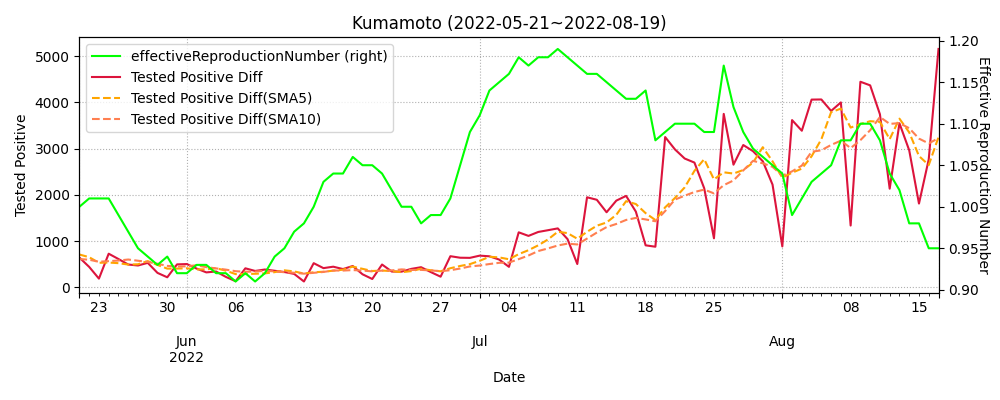 Kumamoto (2022-05-21~2022-08-19)
effectiveReproductionNumber (right)
Tested Positive Diff
Tested Positive Diff(SMA5)
Tested Positive Diff(SMA10)
Tested Positive
5000
4000
3000
2000
1000
0
Effective Reproduction Number
1.20
1.15
1.10
1.05
1.00
0.95
0.90
23 30 06 13 20 27 04 11 18 25 08 15
Jun Jul Aug
2022
Date